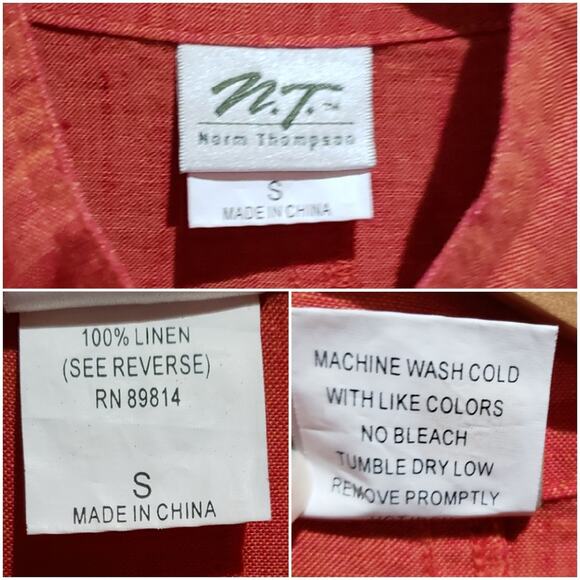 N.T.™
Norm Thompson
S
MADE IN CHINA
100% LINEN
(SEE REVERSE)
RN 89814
S
MADE IN CHINA
MACHINE WASH COLD
WITH LIKE COLORS
NO BLEACH
TUMBLE DRY LOW
REMOVE PROMPTLY